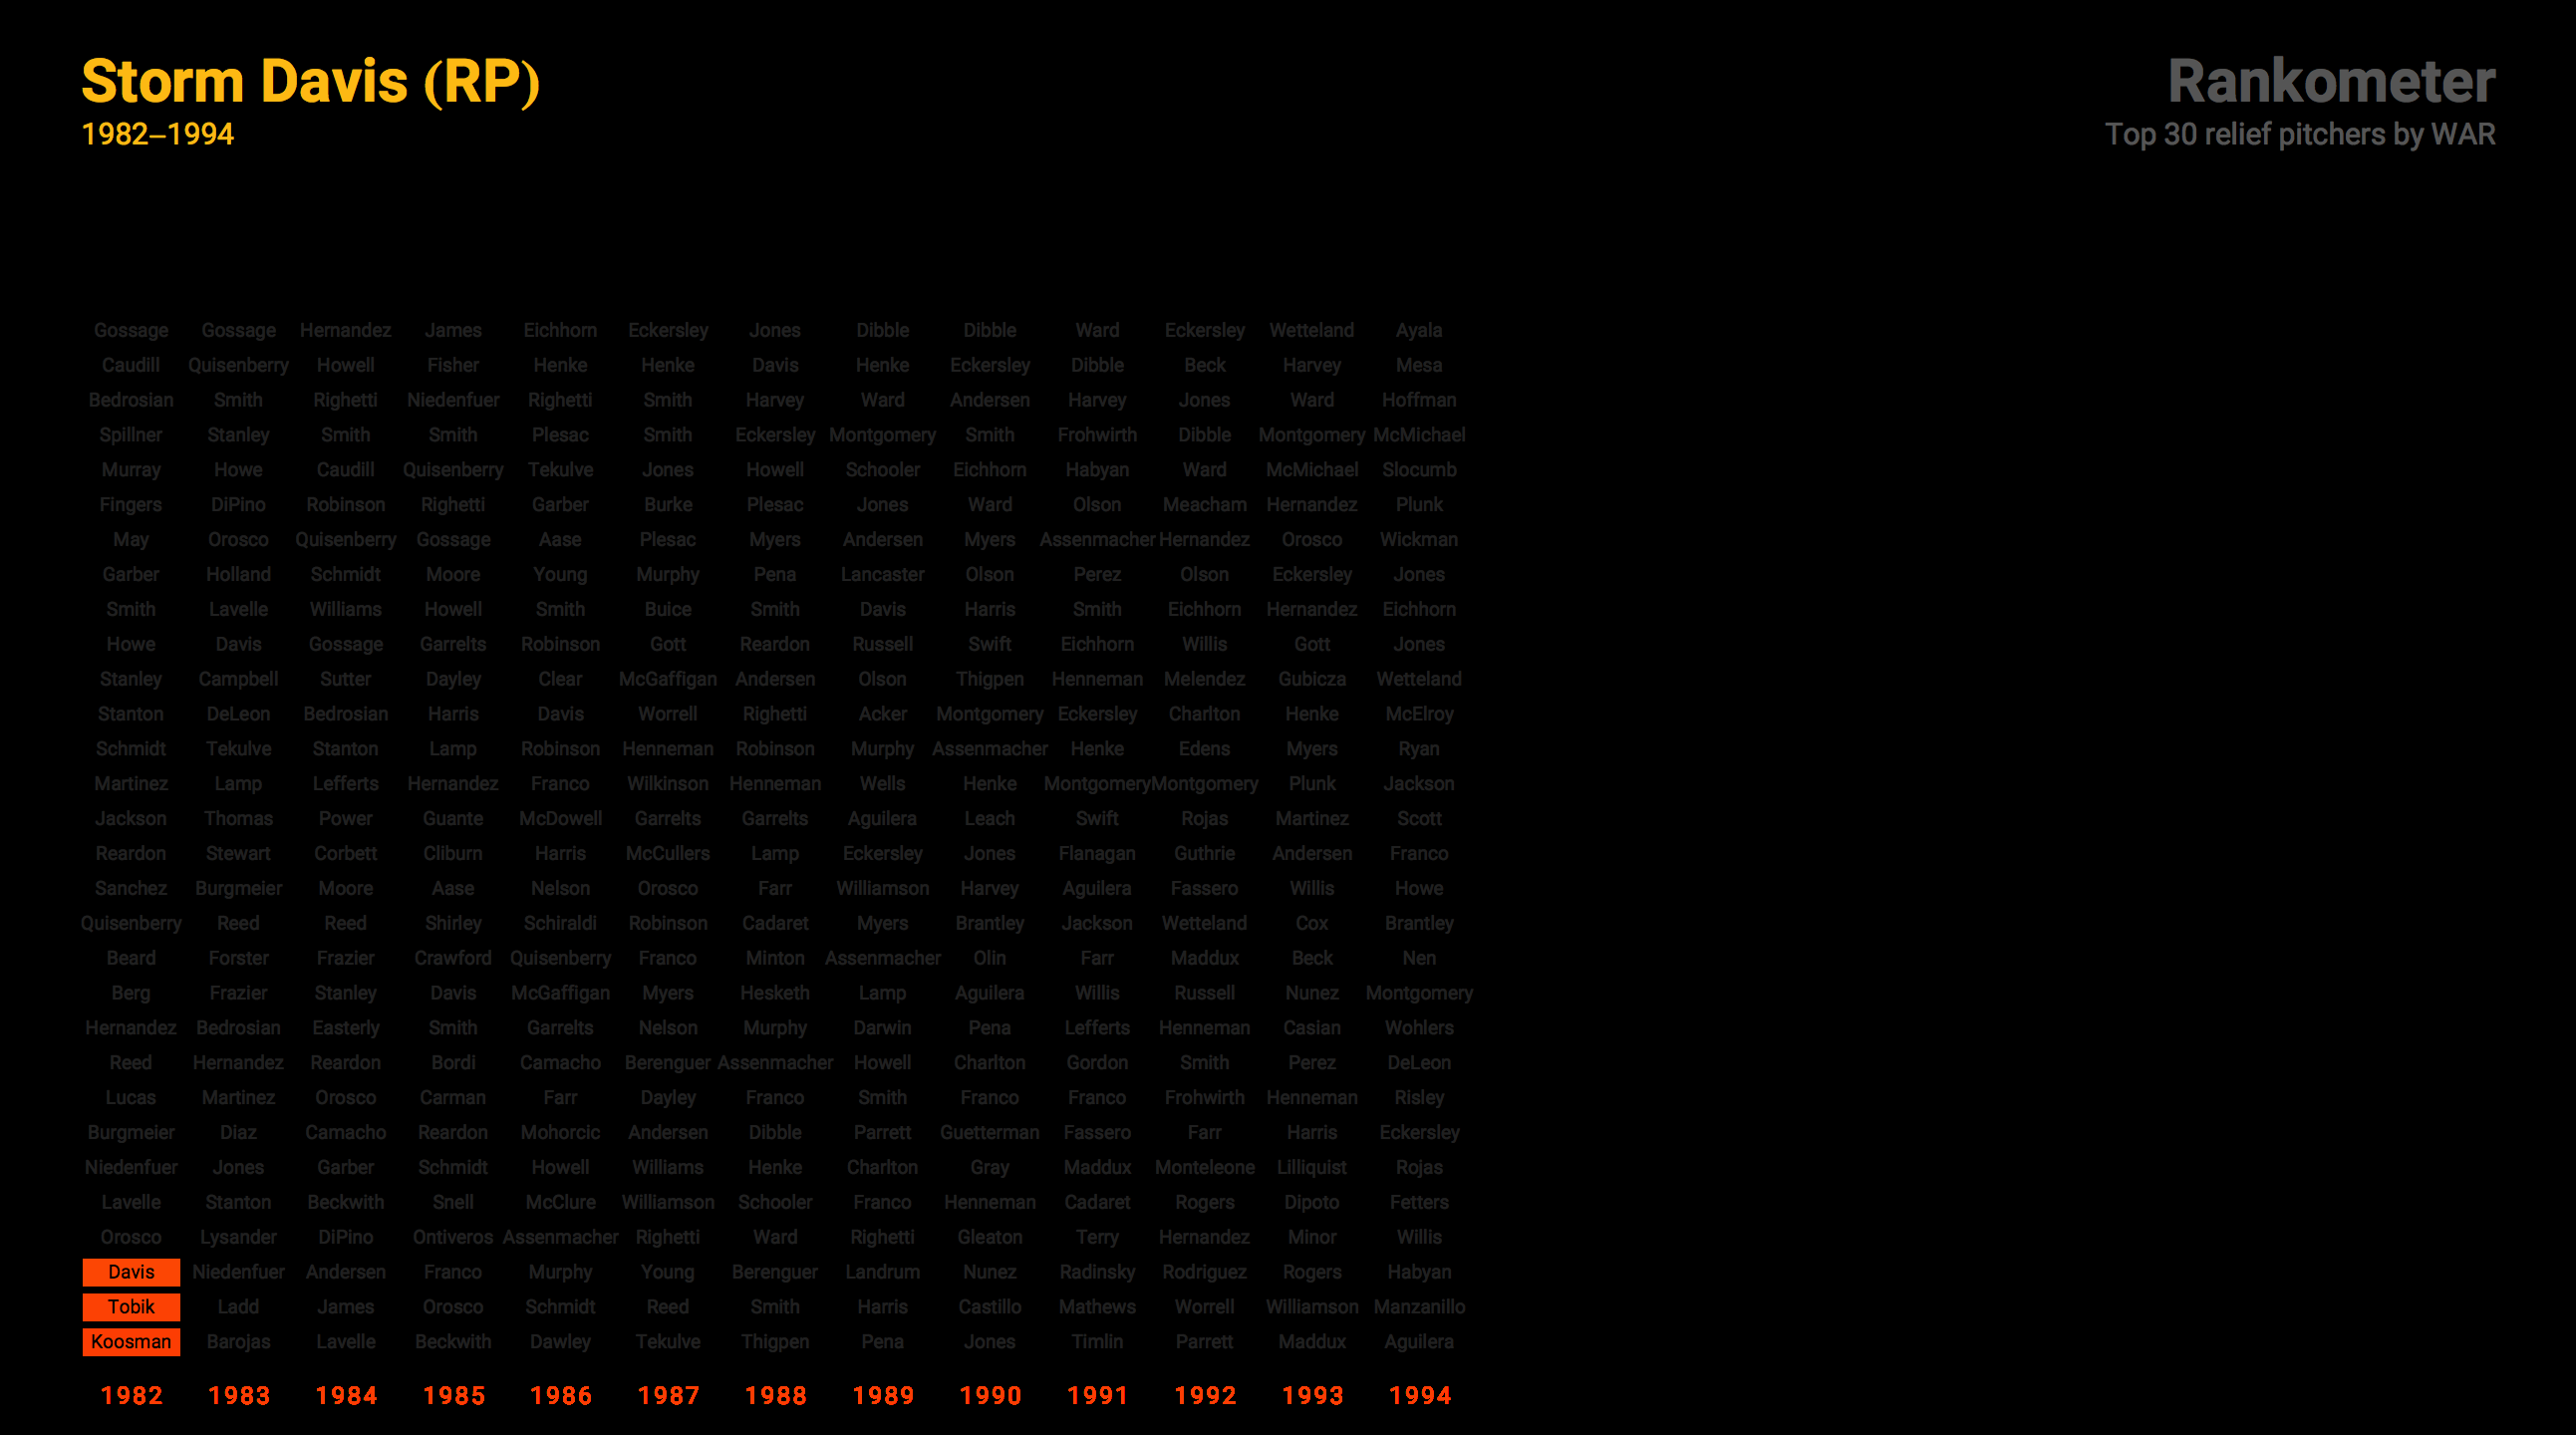 Storm Davis (RP)
1982–1994
Rankometer
Top 30 relief pitchers by WAR
Gossage Gossage Hernandez James Eichhorn Eckersley Jones Dibble Dibble Ward Eckersley Wetteland Ayala
Caudill Quisenberry Howell Fisher Henke Henke Davis Henke Eckersley Dibble Beck Harvey Mesa
Bedrosian Smith Righetti Niedenfuer Righetti Smith Harvey Ward Andersen Harvey Jones Ward Hoffman
Spillner Stanley Smith Smith Plesac Smith Eckersley Montgomery Smith Frohwirth Dibble Montgomery McMichael
Murray Howe Caudill Quisenberry Tekulve Jones Howell Schooler Eichhorn Habyan Ward McMichael Slocumb
Fingers DiPino Robinson Righetti Garber Burke Plesac Jones Ward Olson Meacham Hernandez Plunk
May Orosco Quisenberry Gossage Aase Plesac Myers Andersen Myers Assenmacher Hernandez Orosco Wickman
Garber Holland Schmidt Moore Young Murphy Pena Lancaster Olson Perez Olson Eckersley Jones
Smith Lavelle Williams Howell Smith Buice Smith Davis Harris Smith Eichhorn Hernandez Eichhorn
Howe Davis Gossage Garrelts Robinson Gott Reardon Russell Swift Eichhorn Willis Gott Jones
Stanley Campbell Sutter Dayley Clear McGaffigan Andersen Olson Thigpen Henneman Melendez Gubicza Wetteland
Stanton DeLeon Bedrosian Harris Davis Worrell Righetti Acker Montgomery Eckersley Charlton Henke McElroy
Schmidt Tekulve Stanton Lamp Robinson Henneman Robinson Murphy Assenmacher Henke Edens Myers Ryan
Martinez Lamp Lefferts Hernandez Franco Wilkinson Henneman Wells Henke Montgomery Montgomery Plunk Jackson
Jackson Thomas Power Guante McDowell Garrelts Garrelts Aguilera Leach Swift Rojas Martinez Scott
Reardon Stewart Corbett Cliburn Harris McCullers Lamp Eckersley Jones Flanagan Guthrie Andersen Franco
Sanchez Burgmeier Moore Aase Nelson Orosco Farr Williamson Harvey Aguilera Fassero Willis Howe
Quisenberry Reed Reed Shirley Schiraldi Robinson Cadaret Myers Brantley Jackson Wetteland Cox Brantley
Beard Forster Frazier Crawford Quisenberry Franco Minton Assenmacher Olin Farr Maddux Beck Nen
Berg Frazier Stanley Davis McGaffigan Myers Hesketh Lamp Aguilera Willis Russell Nunez Montgomery
Hernandez Bedrosian Easterly Smith Garrelts Nelson Murphy Darwin Pena Lefferts Henneman Casian Wohlers
Reed Hernandez Reardon Bordi Camacho Berenguer Assenmacher Howell Charlton Gordon Smith Perez DeLeon
Lucas Martinez Orosco Carman Farr Dayley Franco Smith Franco Franco Frohwirth Henneman Risley
Burgmeier Diaz Camacho Reardon Mohorcic Andersen Dibble Parrett Guetterman Fassero Farr Harris Eckersley
Niedenfuer Jones Garber Schmidt Howell Williams Henke Charlton Gray Maddux Monteleone Lilliquist Rojas
Lavelle Stanton Beckwith Snell McClure Williamson Schooler Franco Henneman Cadaret Rogers Dipoto Fetters
Orosco Lysander DiPino Ontiveros Assenmacher Righetti Ward Righetti Gleaton Terry Hernandez Minor Willis
Davis Niedenfuer Andersen Franco Murphy Young Berenguer Landrum Nunez Radinsky Rodriguez Rogers Habyan
Tobik Ladd James Orosco Schmidt Reed Smith Harris Castillo Mathews Worrell Williamson Manzanillo
Koosman Barojas Lavelle Beckwith Dawley Tekulve Thigpen Pena Jones Timlin Parrett Maddux Aguilera
1982 1983 1984 1985 1986 1987 1988 1989 1990 1991 1992 1993 1994